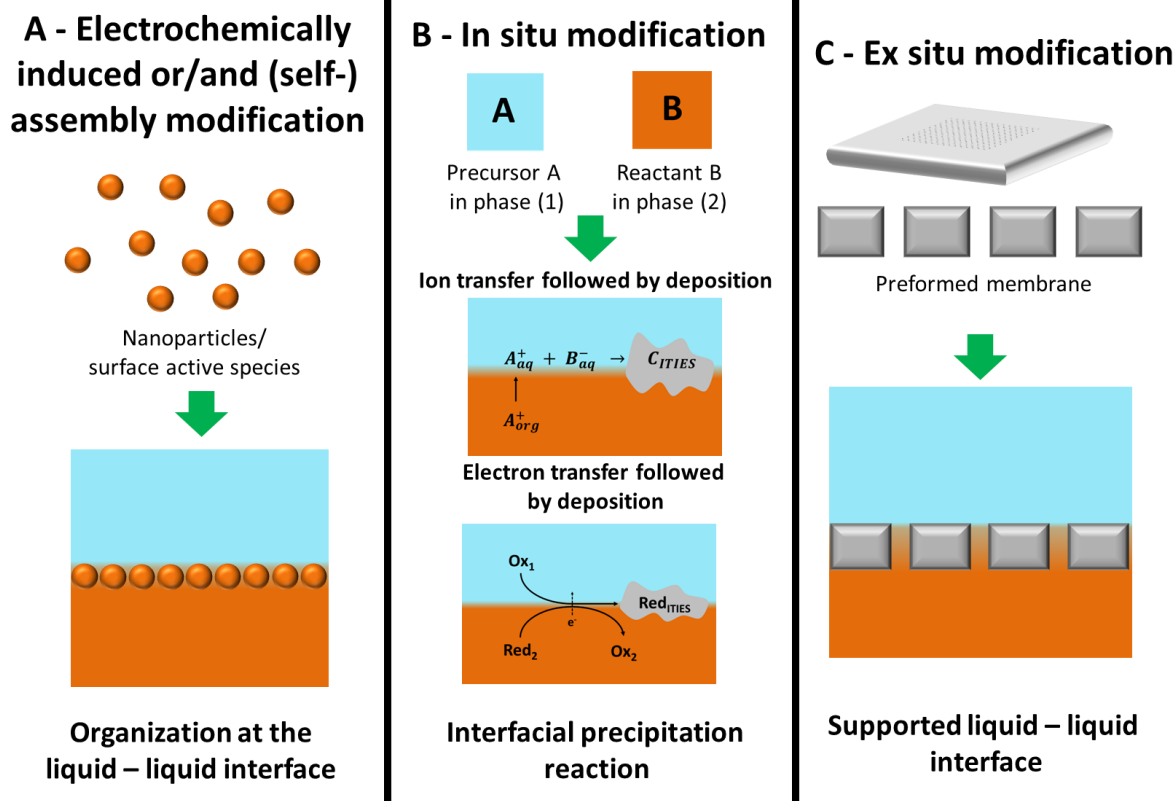 A - Electrochemically
induced or/and (self-)
assembly modification
Nanoparticles/
surface active species
Organization at the
liquid – liquid interface
B - In situ modification
A
B
Precursor A
in phase (1)
Reactant B
in phase (2)
Ion transfer followed by deposition
A⁺aq + B⁻aq → C_ITIES
A⁺org
Electron transfer followed
by deposition
Ox₁
Red_ITIES
e⁻
Red₂
Ox₂
Interfacial precipitation
reaction
C - Ex situ modification
Preformed membrane
Supported liquid – liquid
interface